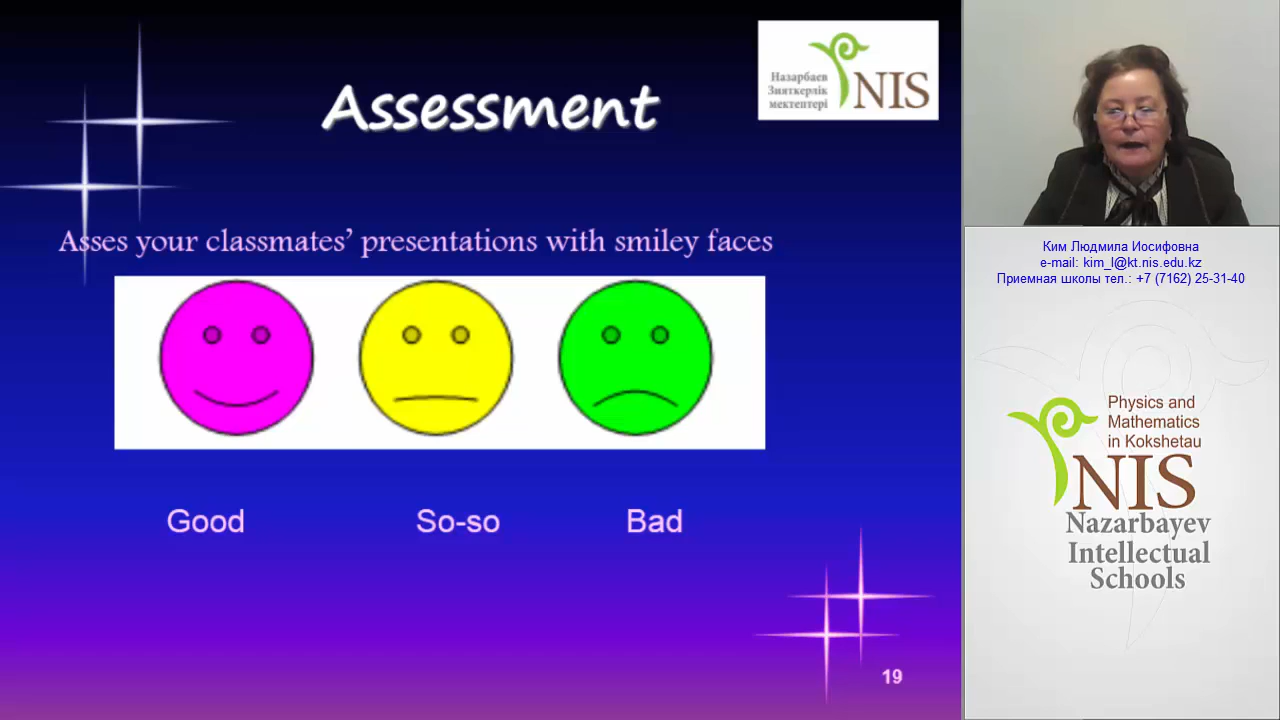 Assessment
Назарбаев
Зияткерлік
мектептері
NIS
Asses your classmates’ presentations with smiley faces
Good So-so Bad
19
Ким Людмила Иосифовна
e-mail: kim_l@kt.nis.edu.kz
Приемная школы тел.: +7 (7162) 25-31-40
Physics and
Mathematics
in Kokshetau
NIS
Nazarbayev
Intellectual
Schools